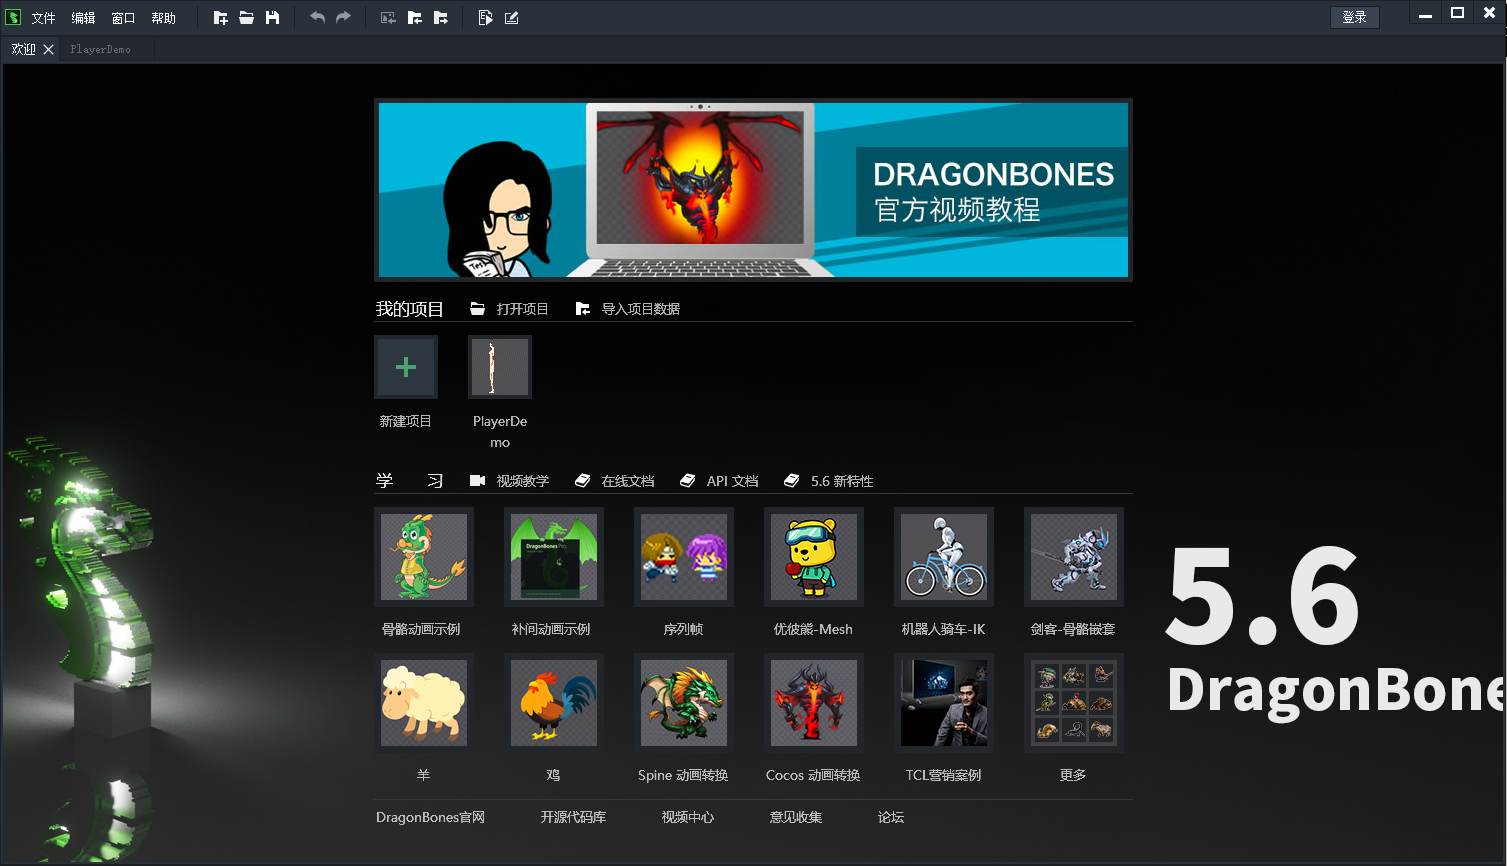 文件 编辑 窗口 帮助 登录
欢迎 PlayerDemo
DRAGONBONES
官方视频教程
我的项目 打开项目 导入项目数据
新建项目 PlayerDe
mo
学 习 视频教学 在线文档 API 文档 5.6 新特性
DragonBones Pro.
骨骼动画示例 补间动画示例 序列帧 优彼熊-Mesh 机器人骑车-IK 剑客-骨骼嵌套
5.6
DragonBone
羊 鸡 Spine 动画转换 Cocos 动画转换 TCL营销案例 更多
DragonBones官网 开源代码库 视频中心 意见收集 论坛